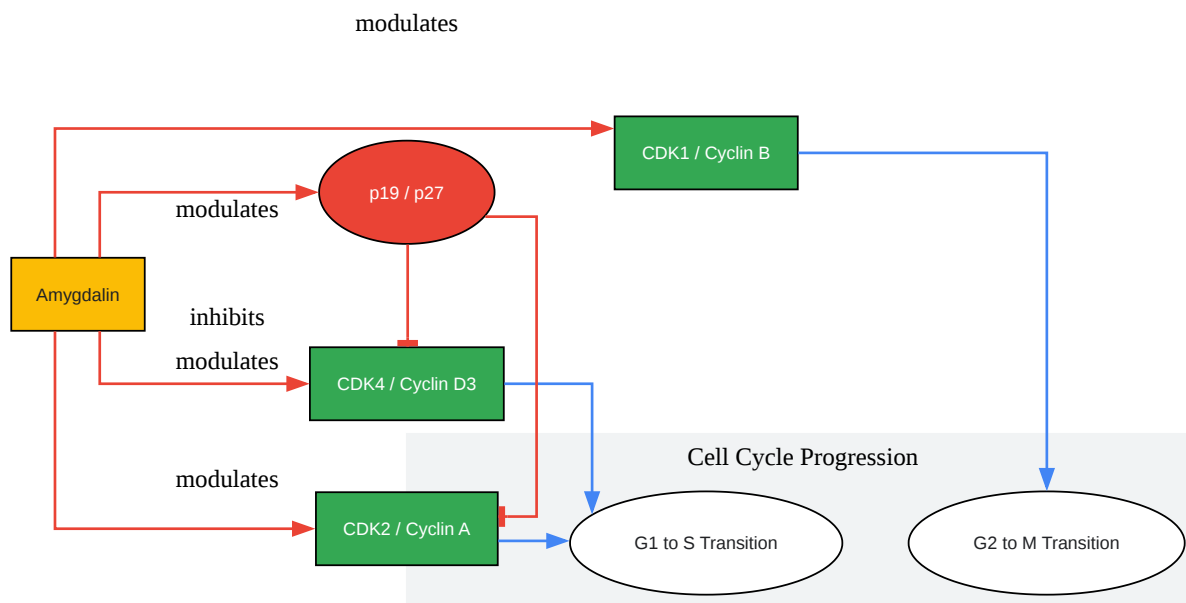 modulates
CDK1 / Cyclin B
p19 / p27
modulates
Amygdalin
inhibits
modulates
CDK4 / Cyclin D3
Cell Cycle Progression
modulates
CDK2 / Cyclin A
G1 to S Transition
G2 to M Transition